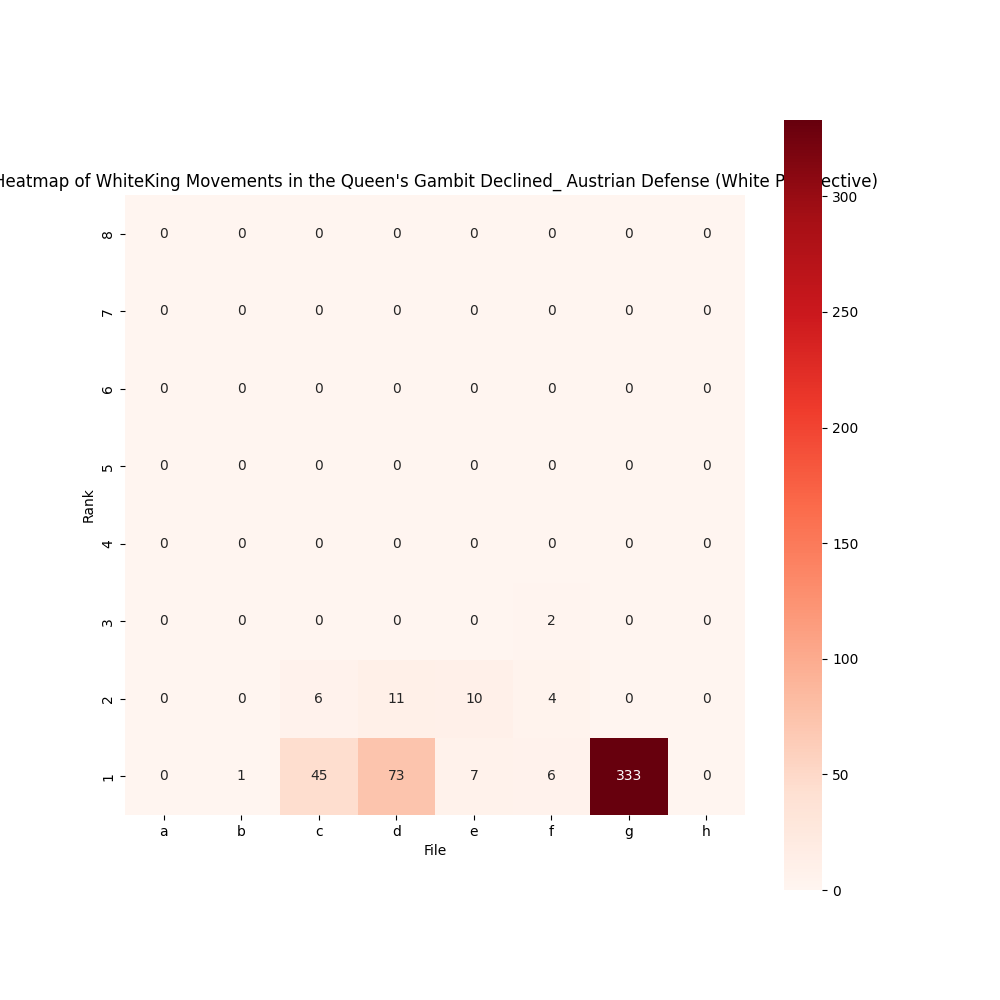 Heatmap of WhiteKing Movements in the Queen's Gambit Declined_ Austrian Defense (White P ective)
300
8 0 0 0 0 0 0 0 0
250
7 0 0 0 0 0 0 0 0
6 0 0 0 0 0 0 0 0
200
5 0 0 0 0 0 0 0 0
Rank
150
4 0 0 0 0 0 0 0 0
3 0 0 0 0 0 2 0 0
100
2 0 0 6 11 10 4 0 0
50
1 0 1 45 73 7 6 333 0
a b c d e f g h
File
0